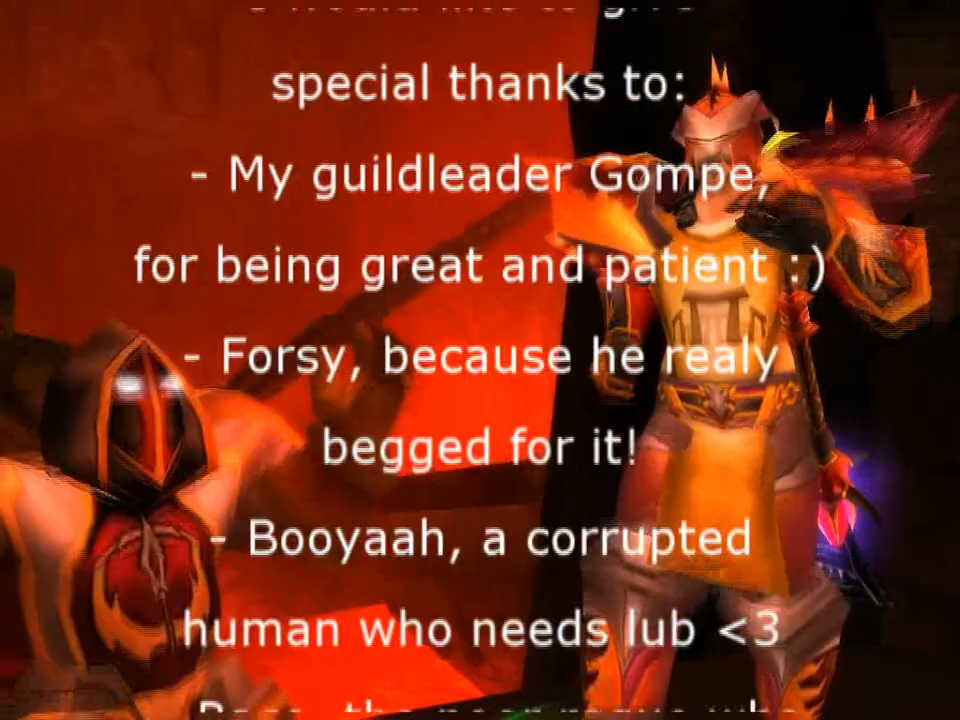 special thanks to:
- My guildleader Gompe,
for being great and patient :)
- Forsy, because he realy
begged for it!
- Booyaah, a corrupted
human who needs lub <3